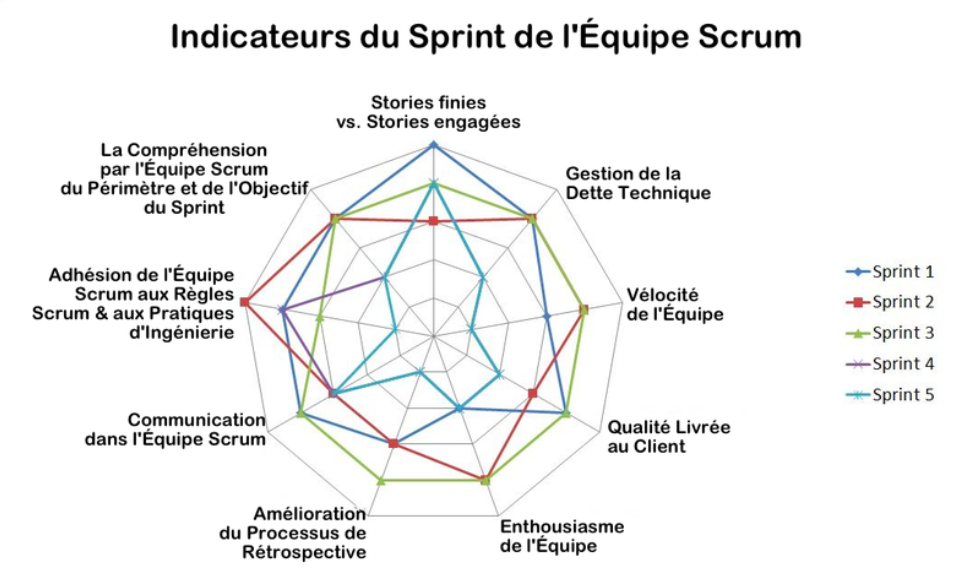 Indicateurs du Sprint de l'Équipe Scrum
Stories finies
vs. Stories engagées
Gestion de la
Dette Technique
Vélocité
de l'Équipe
Qualité Livrée
au Client
Enthousiasme
de l'Équipe
Amélioration
du Processus de
Rétrospective
Communication
dans l'Équipe Scrum
Adhésion de l'Équipe
Scrum aux Règles
Scrum & aux Pratiques
d'Ingénierie
La Compréhension
par l'Équipe Scrum
du Périmètre et de l'Objectif
du Sprint
Sprint 1
Sprint 2
Sprint 3
Sprint 4
Sprint 5